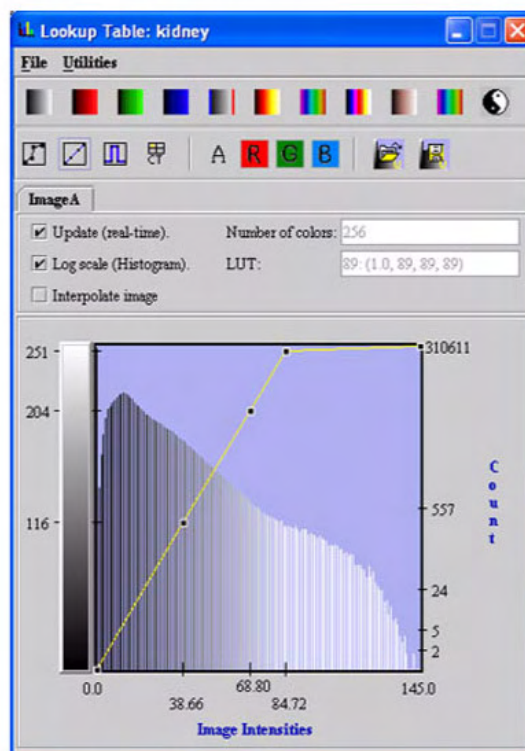 Lookup Table: kidney
File Utilities
CT
A R G B
ImageA
Update (real-time). Number of colors: 256
Log scale (Histogram). LUT: 89: (1.0, 89, 89, 89)
Interpolate image
251
204
116
310611
557
24
5
2
Count
0.0 68.80 145.0
38.66 84.72
Image Intensities